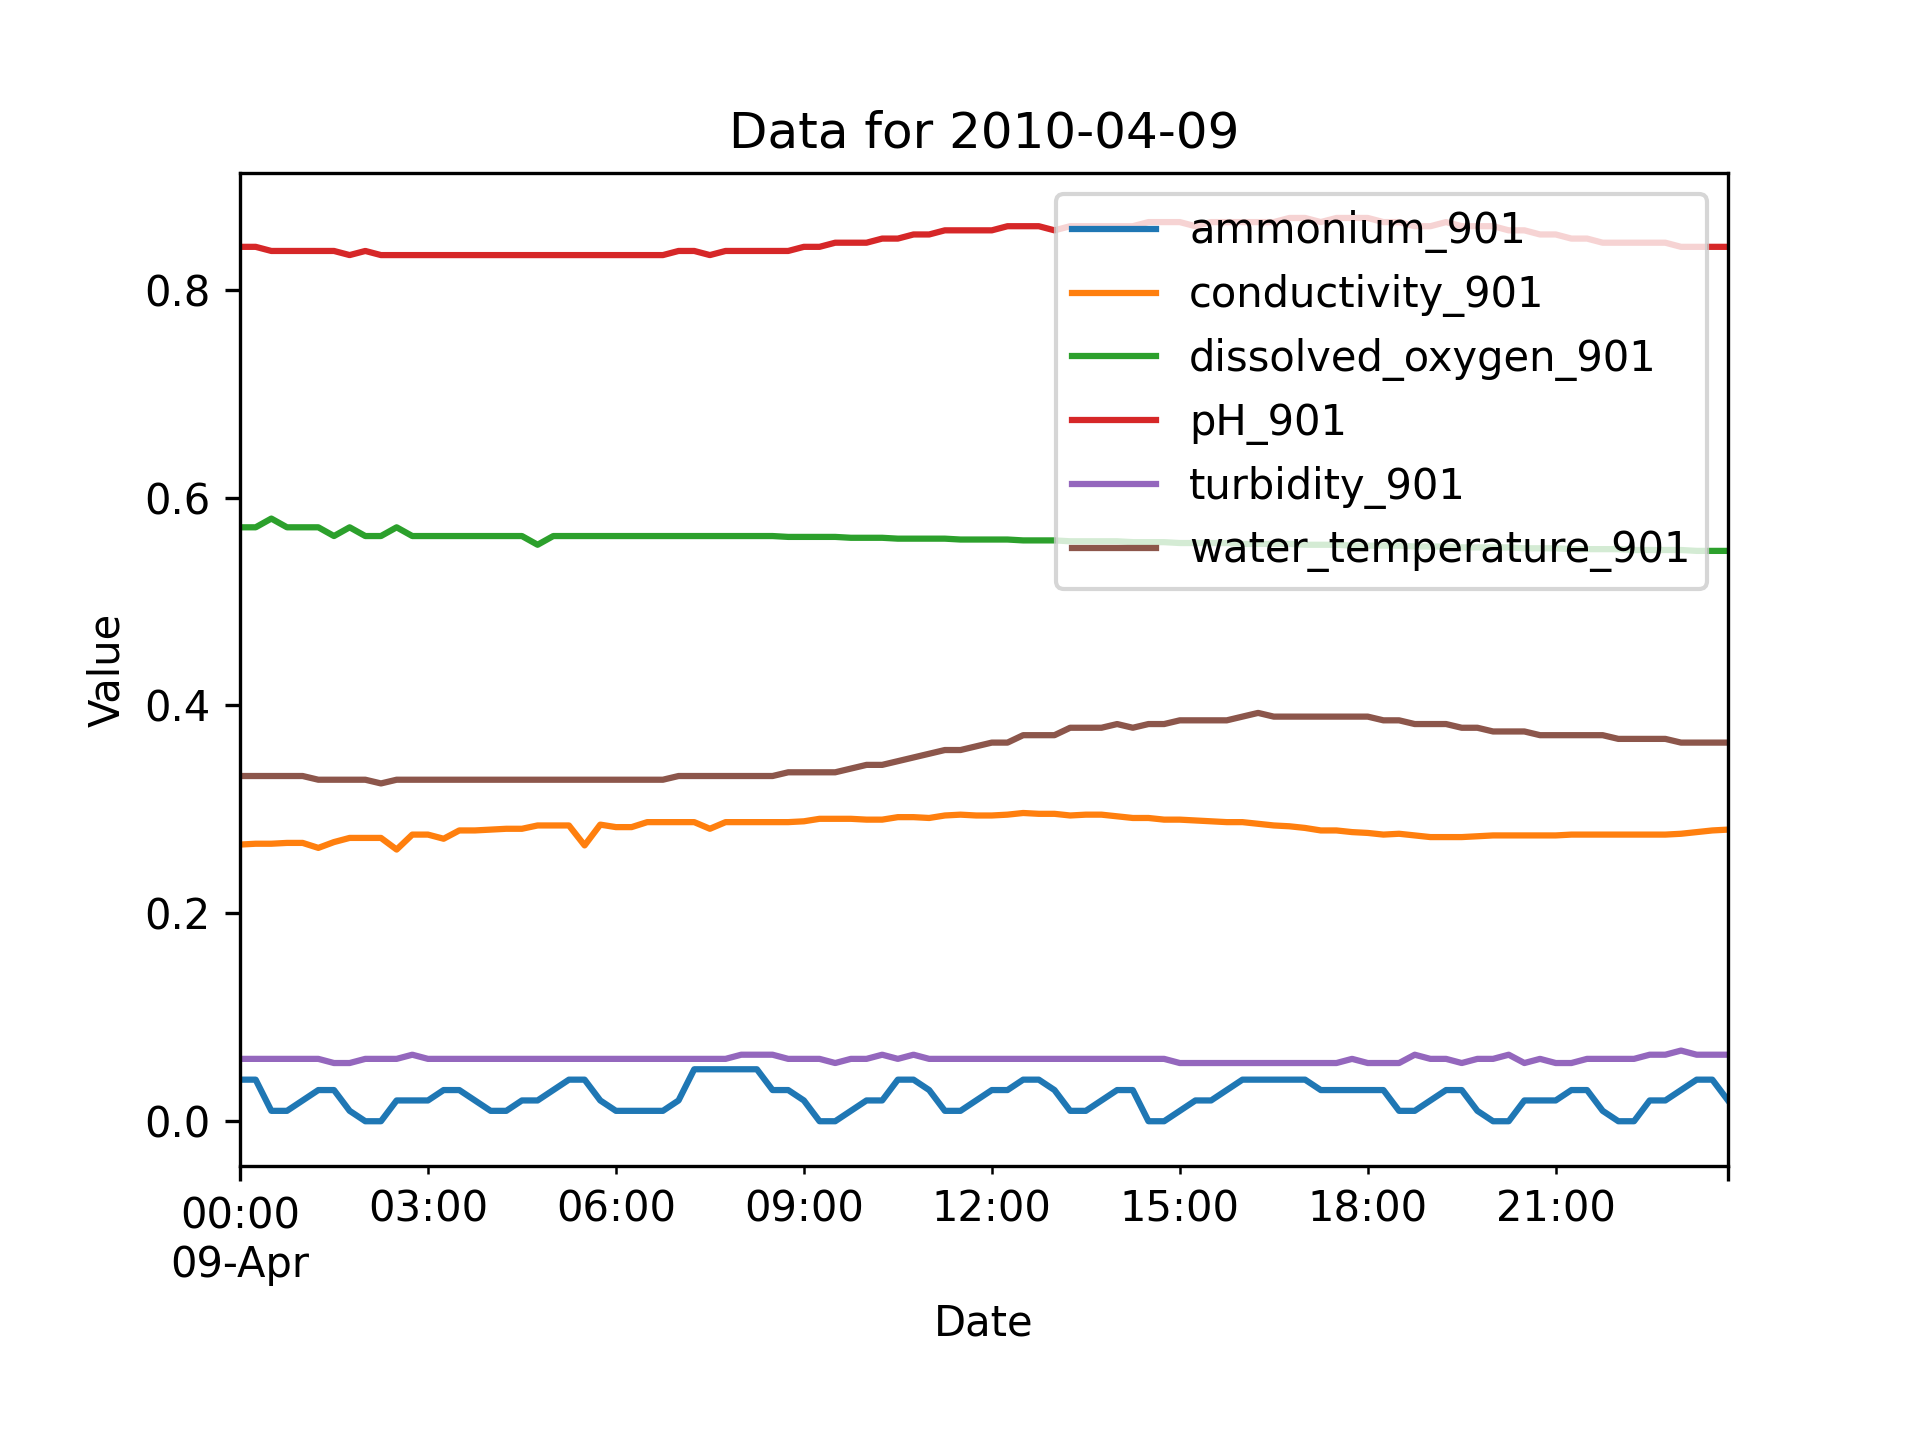 Data for 2010-04-09
ammonium_901
conductivity_901
dissolved_oxygen_901
pH_901
turbidity_901
water_temperature_901
Value
0.8
0.6
0.4
0.2
0.0
00:00
09-Apr
03:00
06:00
09:00
12:00
15:00
18:00
21:00
Date